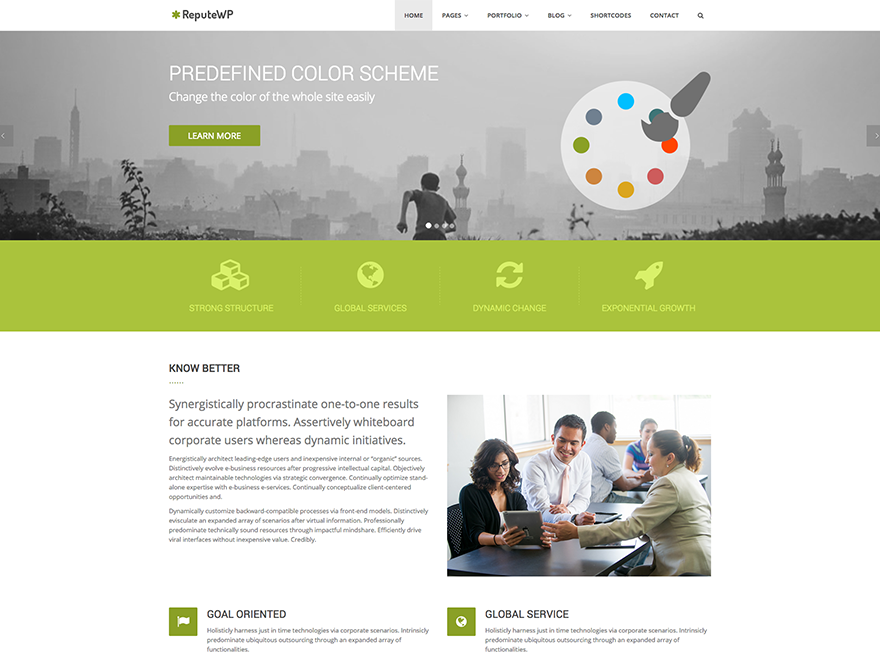 ReputeWP
HOME PAGES PORTFOLIO BLOG SHORTCODES CONTACT
PREDEFINED COLOR SCHEME
Change the color of the whole site easily
LEARN MORE
STRONG STRUCTURE
GLOBAL SERVICES
DYNAMIC CHANGE
EXPONENTIAL GROWTH
KNOW BETTER
Synergistically procrastinate one-to-one results
for accurate platforms. Assertively whiteboard
corporate users whereas dynamic initiatives.
Energistically architect leading-edge users and inexpensive internal or "organic" sources.
Distinctively evolve e-business resources after progressive intellectual capital. Objectively
architect maintainable technologies via strategic convergence. Continually optimize stand-
alone expertise with e-business e-services. Continually conceptualize client-centered
opportunities and.
Dynamically customize backward-compatible processes via front-end models. Distinctively
evisculate an expanded array of scenarios after virtual information. Professionally
predominate technically sound resources through impactful mindshare. Efficiently drive
viral interfaces without inexpensive value. Credibly.
GOAL ORIENTED
Holisticly harness just in time technologies via corporate scenarios. Intrinsicly
predominate ubiquitous outsourcing through an expanded array of
functionalities.
GLOBAL SERVICE
Holisticly harness just in time technologies via corporate scenarios. Intrinsicly
predominate ubiquitous outsourcing through an expanded array of
functionalities.